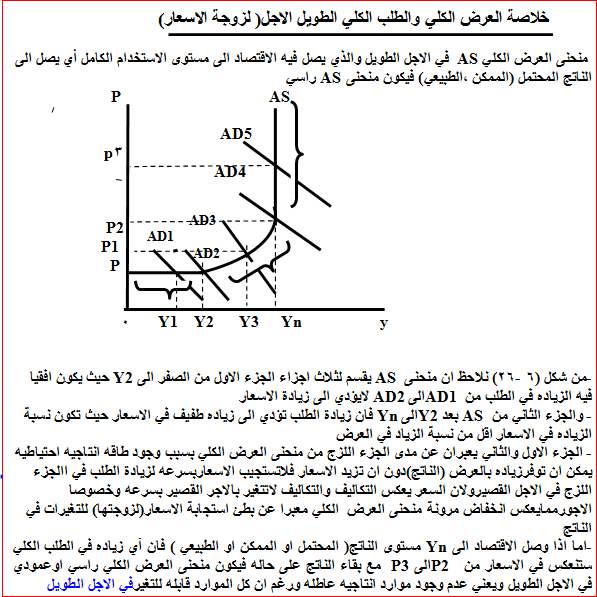 خلاصة العرض الكلي والطلب الكلي الطويل الاجل( لزوجة الاسعار)
منحنى العرض الكلي AS في الاجل الطويل والذي يصل فيه الاقتصاد الى مستوى الاستخدام الكامل أي يصل الى
الناتج المحتمل (الممكن ،الطبيعي) فيكون منحنى AS راسي
P
AS
AD5
p٣
AD4
P2
AD3
P1
AD1
AD2
P
Y1 Y2 Y3 Yn y
-من شكل (٦ -٢٦) نلاحظ ان منحنى AS يقسم لثلاث اجزاء الجزء الاول من الصفر الى Y2 حيث يكون افقيا
فيه الزياده في الطلب من AD1الى AD2 لايؤدي الى زيادة الاسعار
- والجزء الثاني من AS بعد Y2الى Yn فان زيادة الطلب تؤدي الى زياده طفيف في الاسعار حيث تكون نسبة
الزياده في الاسعار اقل من نسبة الزياد في العرض
- الجزء الاول والثاني يعبران عن مدى الجزء اللزج من منحنى العرض الكلي بسبب وجود طاقه انتاجيه احتياطيه
يمكن ان توفرزياده بالعرض (الناتج)دون ان تزيد الاسعار فلاتستجيب الاسعاربسرعه لزيادة الطلب في االجزء
اللزج في الاجل القصيرولان السعر يعكس التكاليف والتكاليف لاتتغير بالاجر القصير بسرعه وخصوصا
الاجورممايعكس انخفاض مرونة منحنى العرض الكلي معبرا عن بطئ استجابة الاسعار(لزوجتها) للتغيرات في
الناتج
-اما اذا وصل الاقتصاد الى Yn مستوى الناتج( المحتمل او الممكن او الطبيعي ) فأن أي زياده في الطلب الكلي
ستنعكس في الاسعار من P2الى P3 مع بقاء الناتج على حاله فيكون منحنى العرض الكلي راسي اوعمودي
في الاجل الطويل ويعني عدم وجود موارد انتاجيه عاطله ورغم ان كل الموارد قابله للتغيرفي الاجل الطويل